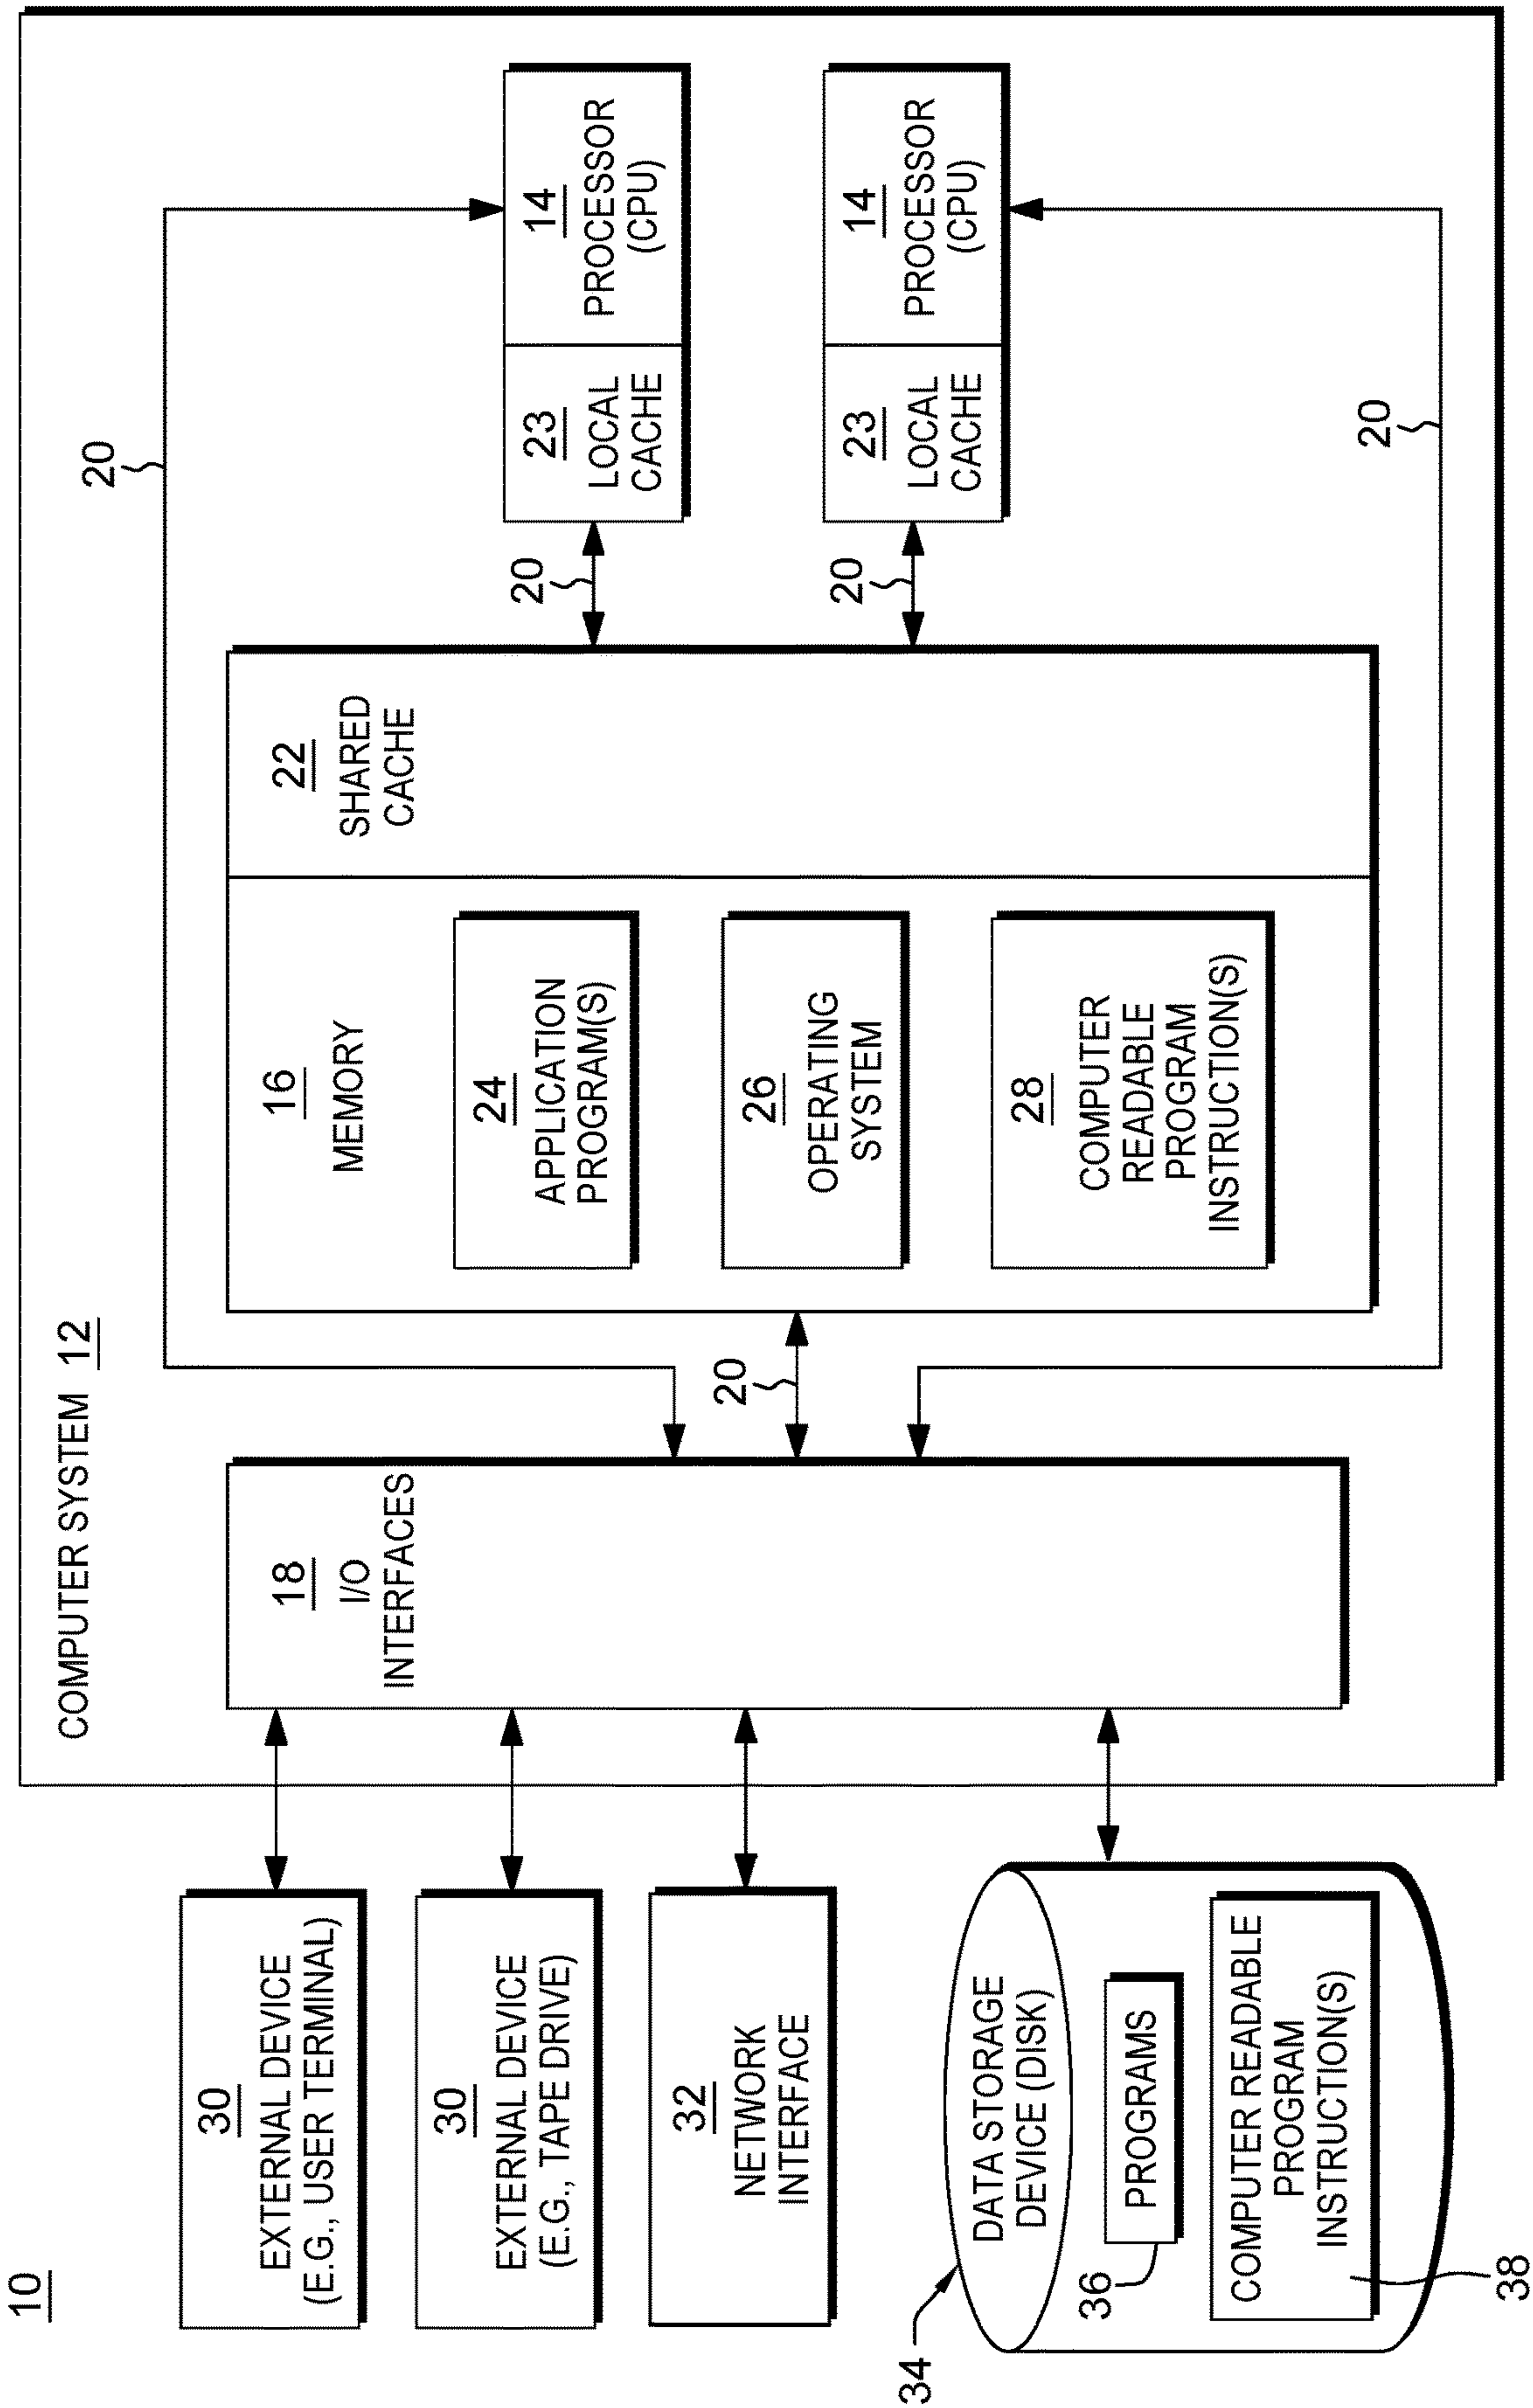 10
COMPUTER SYSTEM 12
30
EXTERNAL DEVICE
(E.G., USER TERMINAL)
30
EXTERNAL DEVICE
(E.G., TAPE DRIVE)
32
NETWORK
INTERFACE
34
DATA STORAGE
DEVICE (DISK)
36
PROGRAMS
COMPUTER READABLE
PROGRAM
INSTRUCTION(S)
38
18
I/O
INTERFACES
20
20
16
MEMORY
24
APPLICATION
PROGRAM(S)
26
OPERATING
SYSTEM
28
COMPUTER
READABLE
PROGRAM
INSTRUCTION(S)
22
SHARED
CACHE
20
20
23
LOCAL
CACHE
14
PROCESSOR
(CPU)
23
LOCAL
CACHE
14
PROCESSOR
(CPU)
20